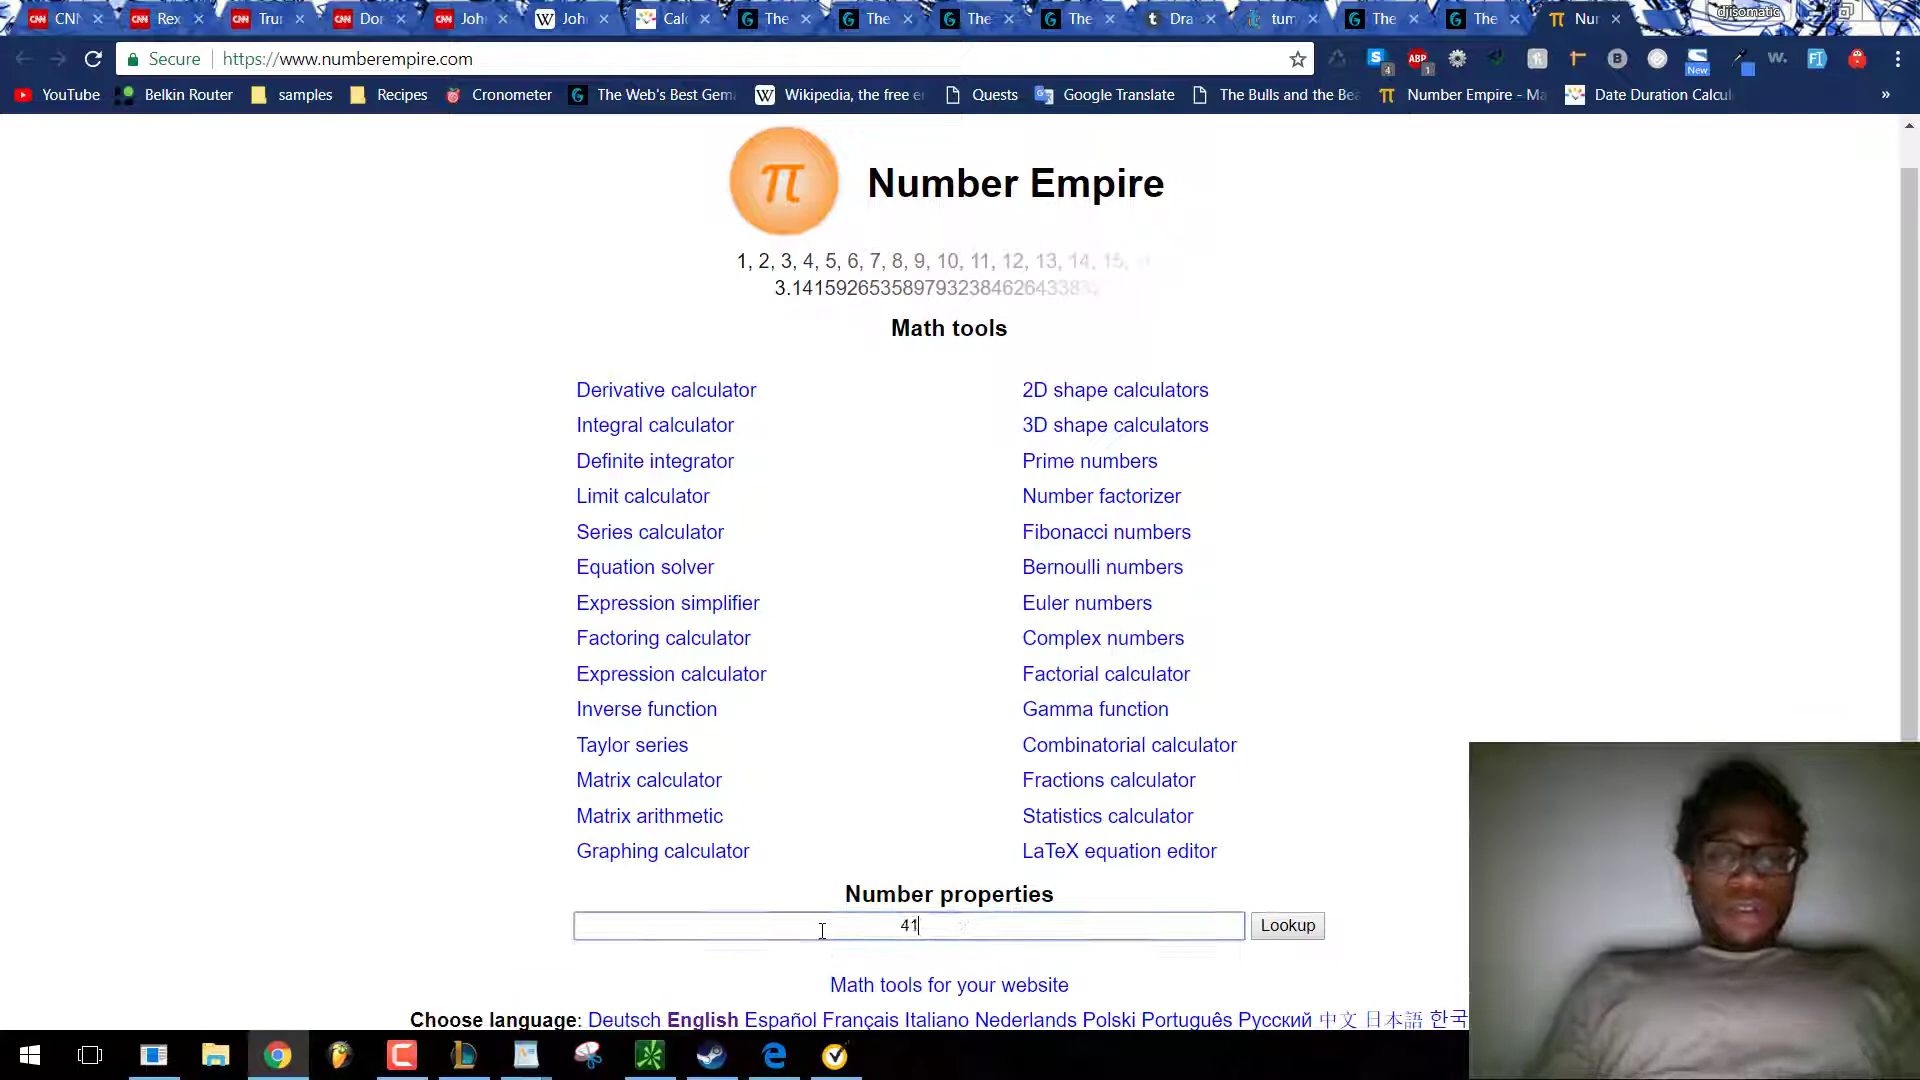 CNN Rex Trur Dor Joh Joh Calc The The The The Dra tum The The Nur djisomatic
Secure https://www.numberempire.com ABP 4 1 New
YouTube Belkin Router samples Recipes Cronometer The Web's Best Gem Wikipedia, the free e Quests Google Translate The Bulls and the Be Number Empire - Ma Date Duration Calcul »
π Number Empire
1, 2, 3, 4, 5, 6, 7, 8, 9, 10, 11, 12, 13, 14, 15,
3.1415926535897932384626433832
Math tools
Derivative calculator 2D shape calculators
Integral calculator 3D shape calculators
Definite integrator Prime numbers
Limit calculator Number factorizer
Series calculator Fibonacci numbers
Equation solver Bernoulli numbers
Expression simplifier Euler numbers
Factoring calculator Complex numbers
Expression calculator Factorial calculator
Inverse function Gamma function
Taylor series Combinatorial calculator
Matrix calculator Fractions calculator
Matrix arithmetic Statistics calculator
Graphing calculator LaTeX equation editor
Number properties
41 Lookup
Math tools for your website
Choose language: Deutsch English Español Français Italiano Nederlands Polski Português Русский 中文 日本語 한국